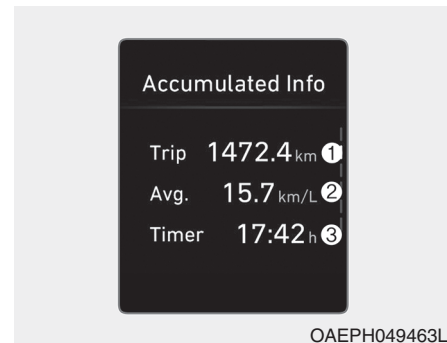 Accumulated Info
Trip 1472.4 km ①
Avg. 15.7 km/L ②
Timer 17:42 h ③
OAEPH049463L